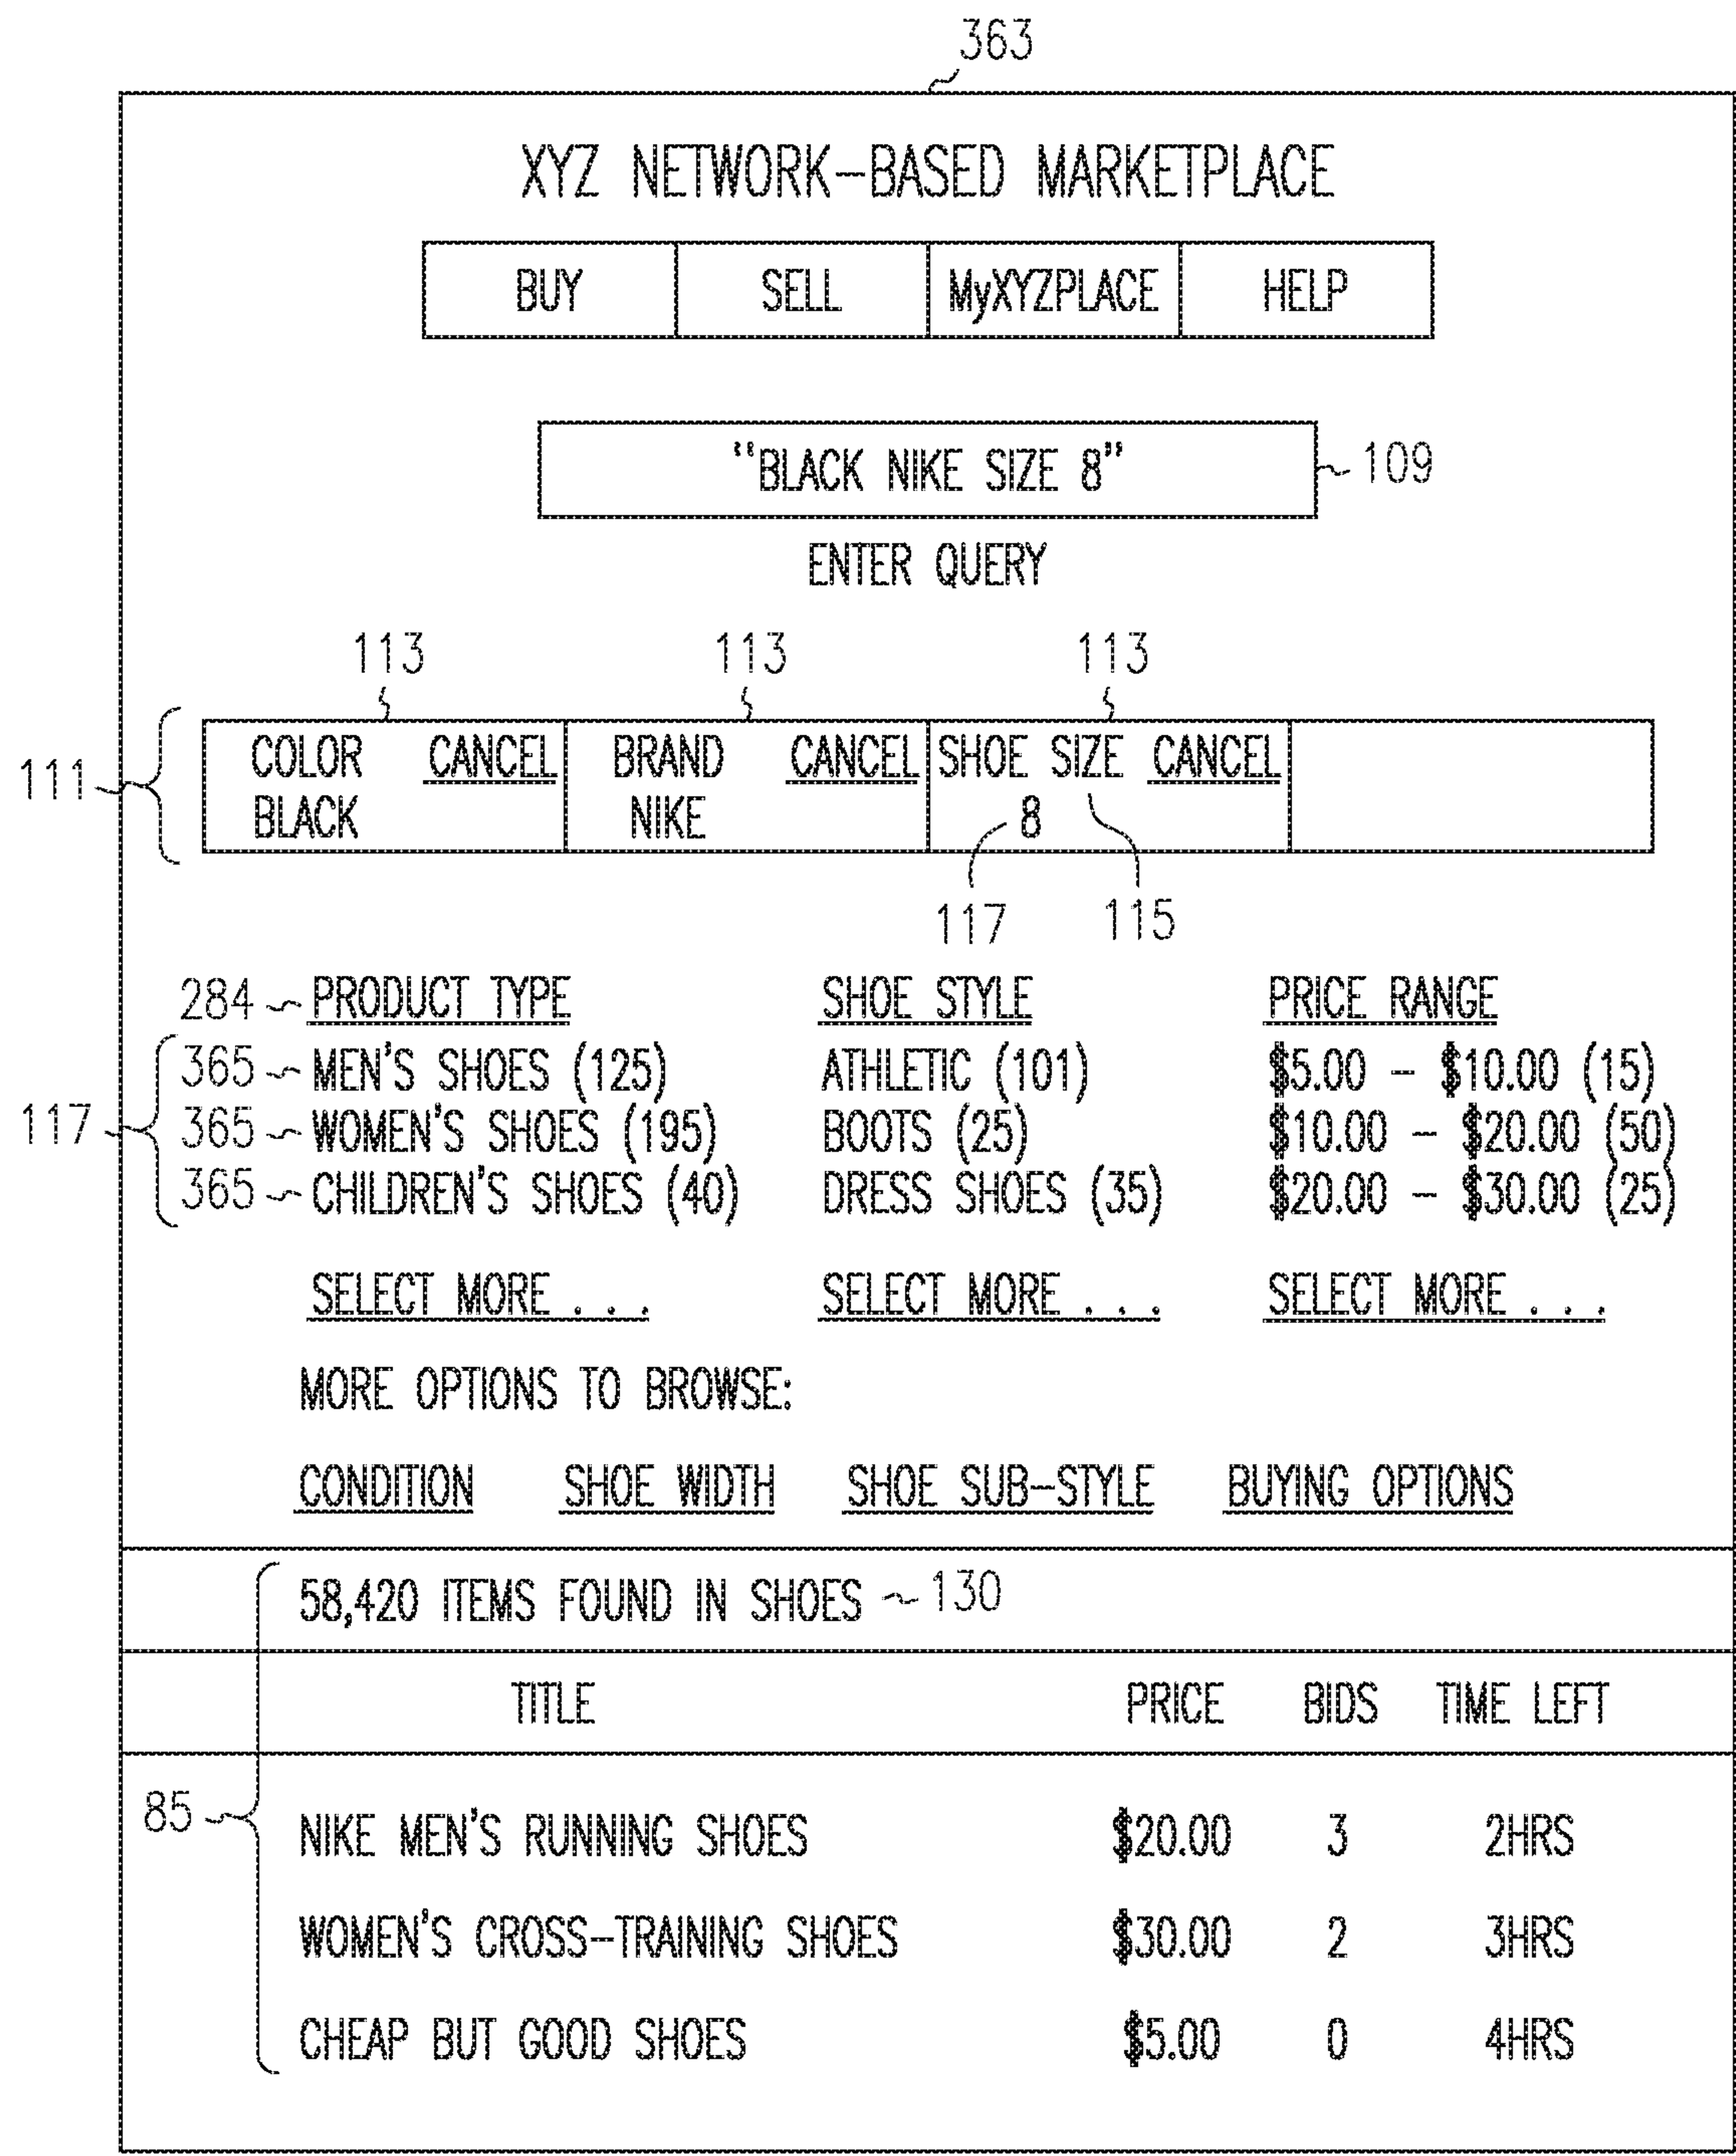 363
XYZ NETWORK-BASED MARKETPLACE
BUY SELL MyXYZPLACE HELP
"BLACK NIKE SIZE 8" 109
ENTER QUERY
113 113 113
COLOR CANCEL BRAND CANCEL SHOE SIZE CANCEL
111
BLACK NIKE 8
117 115
284 PRODUCT TYPE SHOE STYLE PRICE RANGE
365 MEN'S SHOES (125) ATHLETIC (101) $5.00 - $10.00 (15)
117 365 WOMEN'S SHOES (195) BOOTS (25) $10.00 - $20.00 (50)
365 CHILDREN'S SHOES (40) DRESS SHOES (35) $20.00 - $30.00 (25)
SELECT MORE . . . SELECT MORE . . . SELECT MORE . . .
MORE OPTIONS TO BROWSE:
CONDITION SHOE WIDTH SHOE SUB-STYLE BUYING OPTIONS
58,420 ITEMS FOUND IN SHOES 130
TITLE PRICE BIDS TIME LEFT
85
NIKE MEN'S RUNNING SHOES $20.00 3 2HRS
WOMEN'S CROSS-TRAINING SHOES $30.00 2 3HRS
CHEAP BUT GOOD SHOES $5.00 0 4HRS